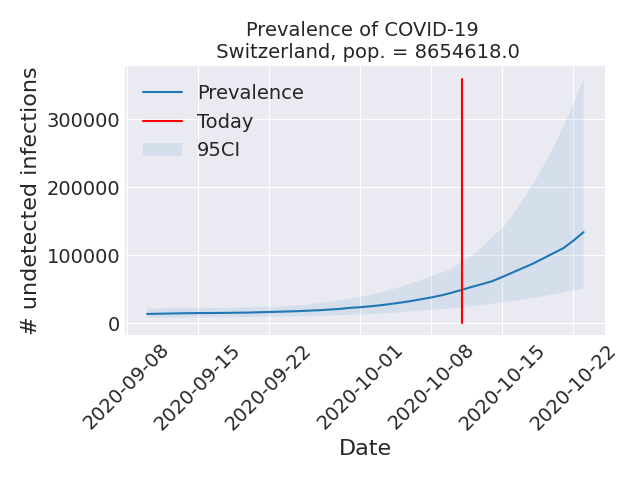 Prevalence of COVID-19
Switzerland, pop. = 8654618.0
# undetected infections
300000
200000
100000
0
Prevalence
Today
95CI
2020-09-08
2020-09-15
2020-09-22
2020-10-01
2020-10-08
2020-10-15
2020-10-22
Date